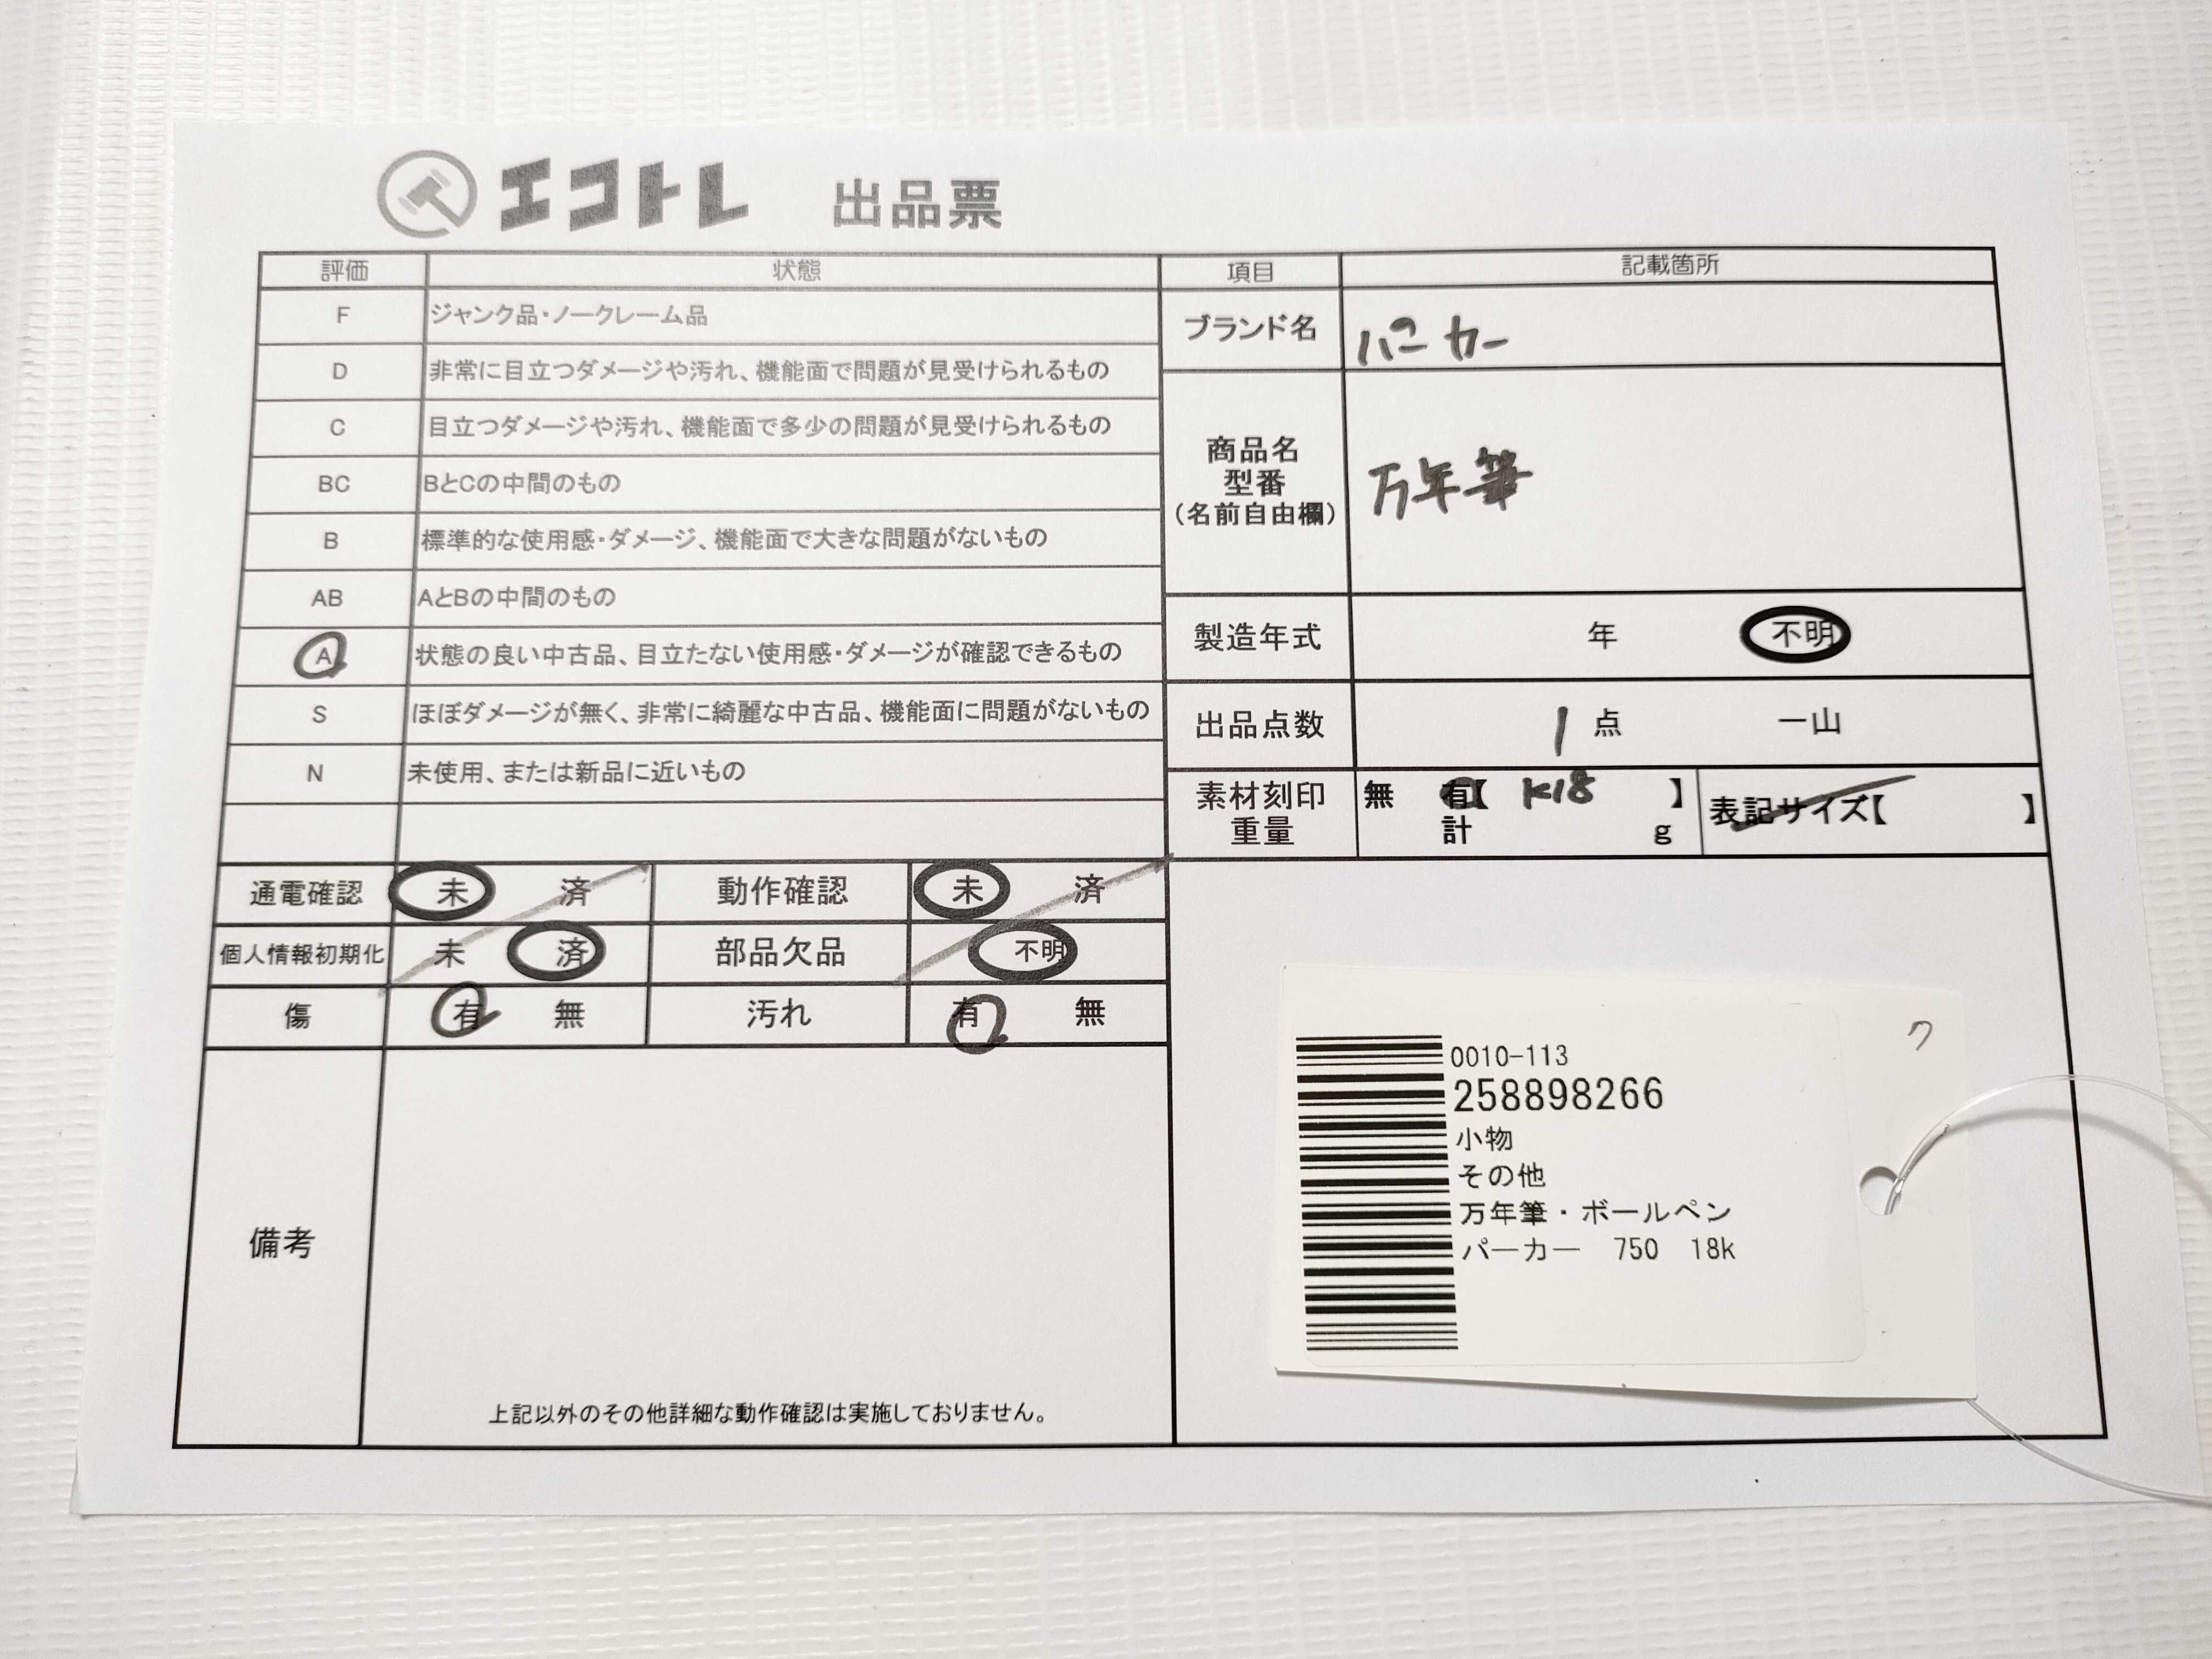 エコトレ 出品票
評価 状態 項目 記載箇所
F ジャンク品・ノークレーム品
D 非常に目立つダメージや汚れ、機能面で問題が見受けられるもの
C 目立つダメージや汚れ、機能面で多少の問題が見受けられるもの
BC BとCの中間のもの
B 標準的な使用感・ダメージ、機能面で大きな問題がないもの
AB AとBの中間のもの
A 状態の良い中古品、目立たない使用感・ダメージが確認できるもの
S ほぼダメージが無く、非常に綺麗な中古品、機能面に問題がないもの
N 未使用、または新品に近いもの
ブランド名 パーカー
商品名
型番
(名前自由欄)
万年筆
製造年式 年 不明
出品点数 1 点 一山
素材刻印 無 有【 K18 】 表記サイズ【 】
重量 計 g
通電確認 未 済 動作確認 未 済
個人情報初期化 未 済 部品欠品 不明
傷 有 無 汚れ 有 無
備考
上記以外のその他詳細な動作確認は実施しておりません。
ク
0010-113
258898266
小物
その他
万年筆・ボールペン
パーカー 750 18k